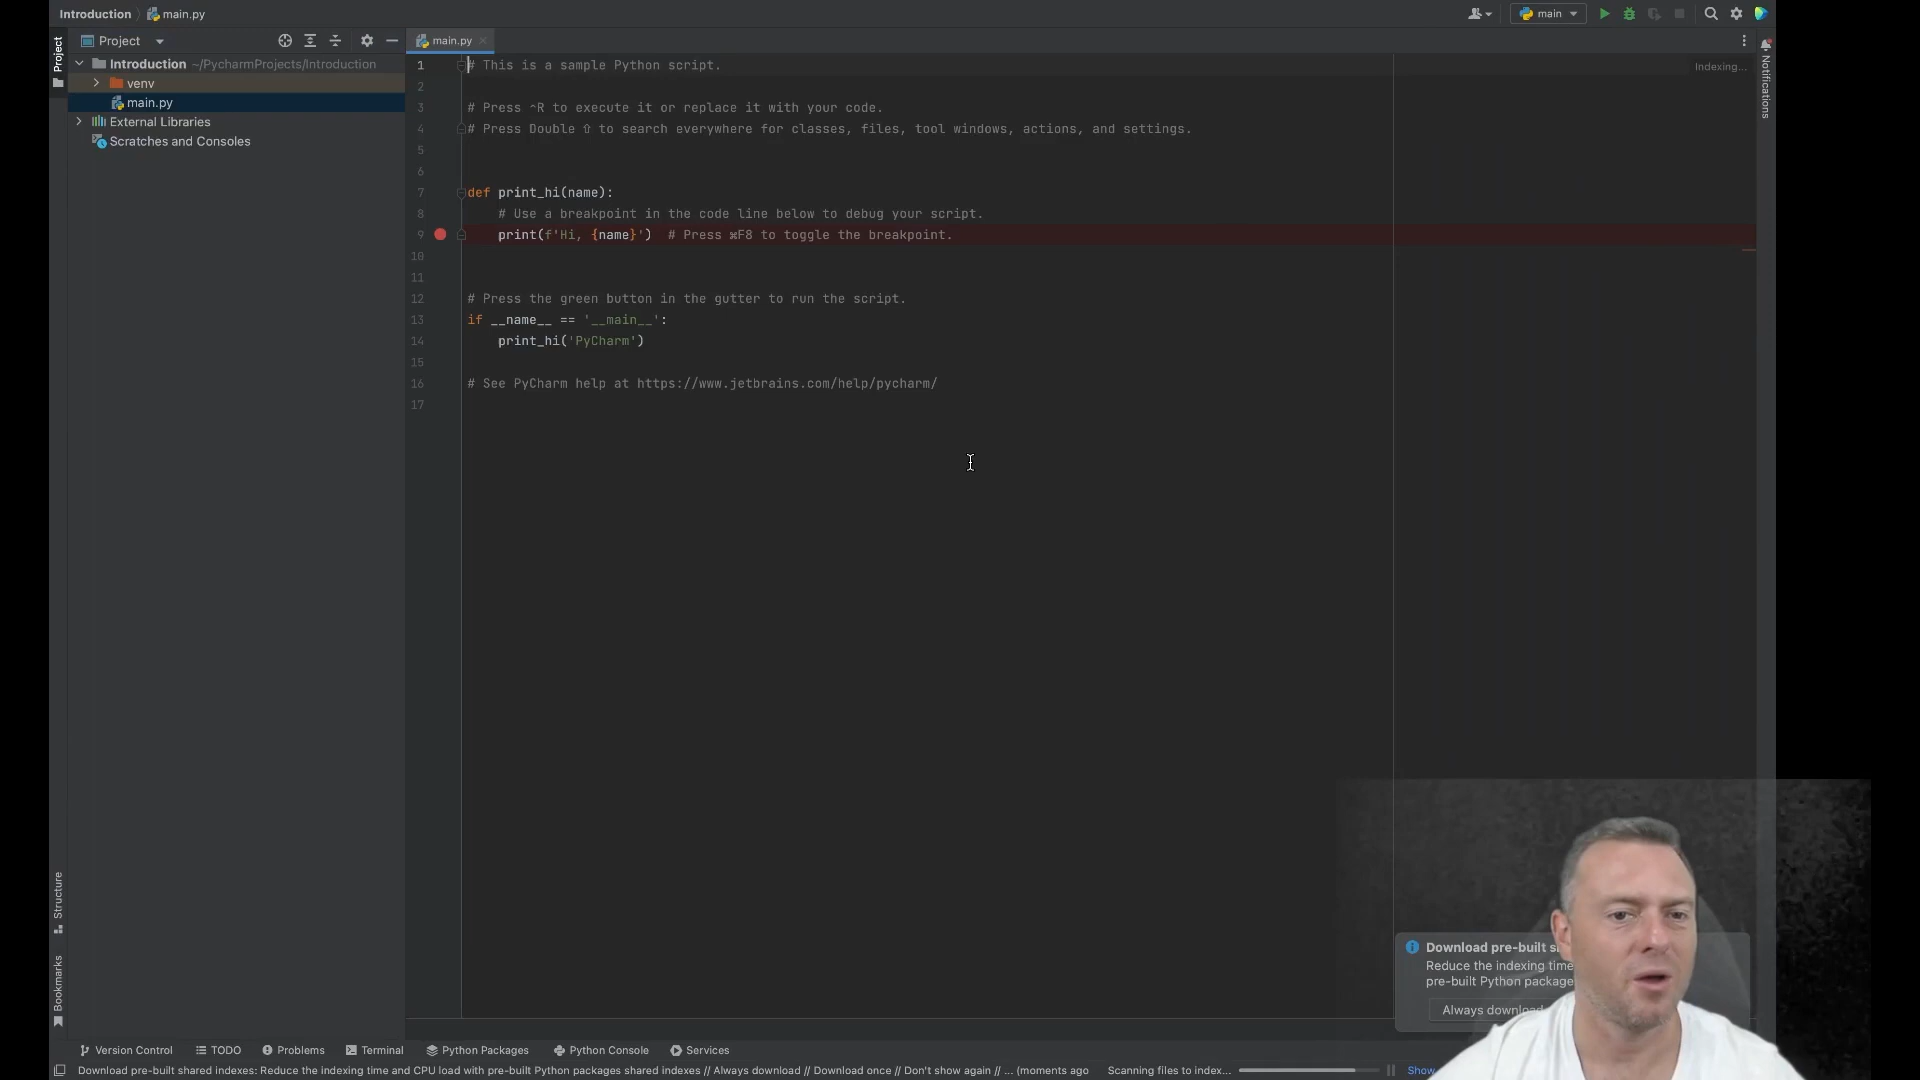 Introduction
main.py
main
Project
Project
main.py
Introduction ~/PycharmProjects/Introduction
venv
main.py
External Libraries
Scratches and Consoles
1 # This is a sample Python script.
2
3 # Press ⌃R to execute it or replace it with your code.
4 # Press Double ⇧ to search everywhere for classes, files, tool windows, actions, and settings.
5
6
7 def print_hi(name):
8 # Use a breakpoint in the code line below to debug your script.
9 print(f'Hi, {name}')  # Press ⌘F8 to toggle the breakpoint.
10
11
12 # Press the green button in the gutter to run the script.
13 if __name__ == '__main__':
14 print_hi('PyCharm')
15
16 # See PyCharm help at https://www.jetbrains.com/help/pycharm/
17
Indexing...
Notifications
Structure
Bookmarks
Download pre-built
Reduce the indexing time
pre-built Python package
Always download
Version Control
TODO
Problems
Terminal
Python Packages
Python Console
Services
Download pre-built shared indexes: Reduce the indexing time and CPU load with pre-built Python packages shared indexes // Always download // Download once // Don't show again // ... (moments ago
Scanning files to index...
Show